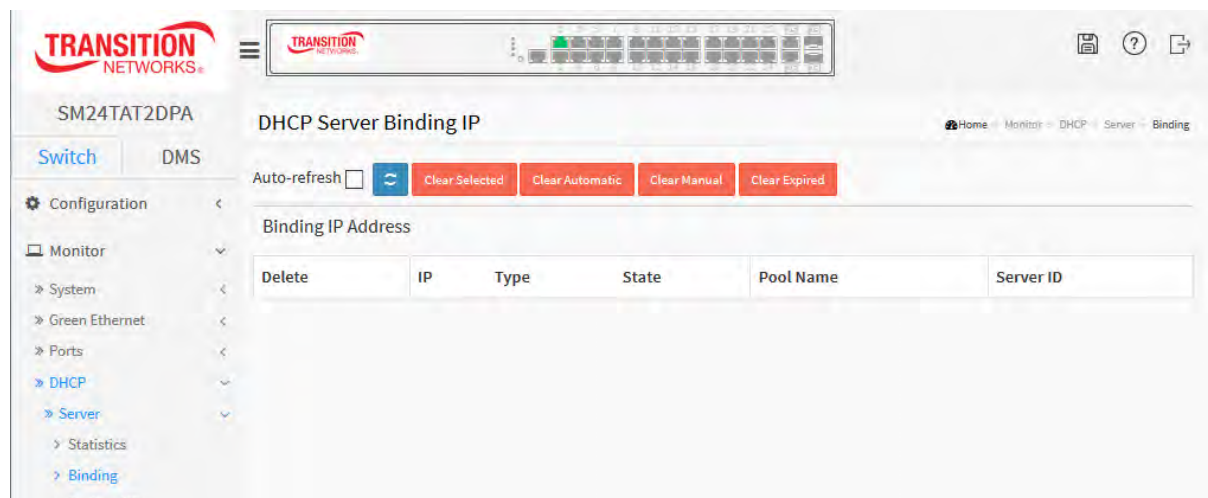 TRANSITION
NETWORKS®
TRANSITION
NETWORKS
SM24TAT2DPA
Switch
DMS
Configuration
Monitor
System
Green Ethernet
Ports
DHCP
Server
Statistics
Binding
DHCP Server Binding IP
Home Monitor DHCP Server Binding
Auto-refresh
Clear Selected
Clear Automatic
Clear Manual
Clear Expired
Binding IP Address
Delete IP Type State Pool Name Server ID